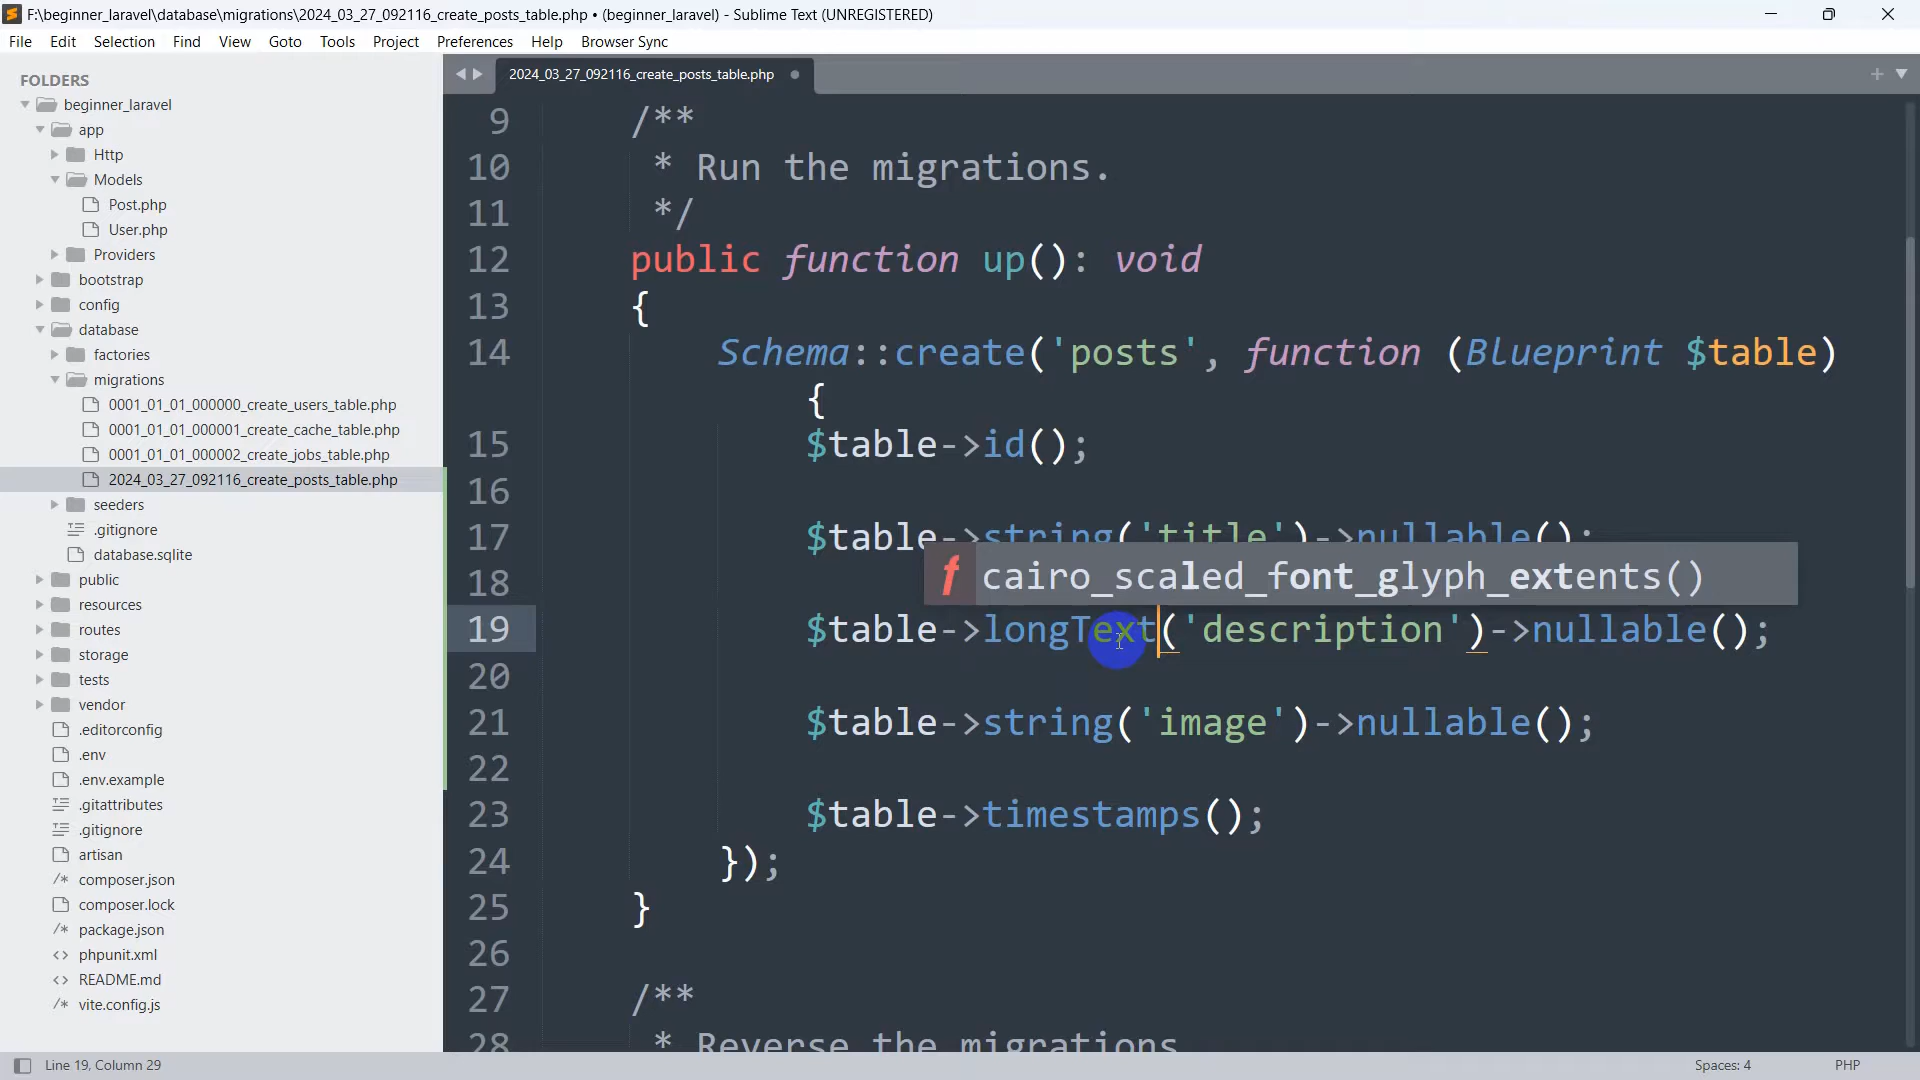 F:\beginner_laravel\database\migrations\2024_03_27_092116_create_posts_table.php • (beginner_laravel) - Sublime Text (UNREGISTERED)
File Edit Selection Find View Goto Tools Project Preferences Help Browser Sync
FOLDERS
beginner_laravel
app
Http
Models
Post.php
User.php
Providers
bootstrap
config
database
factories
migrations
0001_01_01_000000_create_users_table.php
0001_01_01_000001_create_cache_table.php
0001_01_01_000002_create_jobs_table.php
2024_03_27_092116_create_posts_table.php
seeders
.gitignore
database.sqlite
public
resources
routes
storage
tests
vendor
.editorconfig
.env
.env.example
.gitattributes
.gitignore
artisan
composer.json
composer.lock
package.json
phpunit.xml
README.md
vite.config.js
2024_03_27_092116_create_posts_table.php
9 /**
10 * Run the migrations.
11 */
12 public function up(): void
13 {
14 Schema::create('posts', function (Blueprint $table)
{
15 $table->id();
16
17 $table->string('title')->nullable();
18
f cairo_scaled_font_glyph_extents()
19 $table->longText('description')->nullable();
20
21 $table->string('image')->nullable();
22
23 $table->timestamps();
24 });
25 }
26
27 /**
28 * Reverse the migrations
Line 19, Column 29
Spaces: 4
PHP